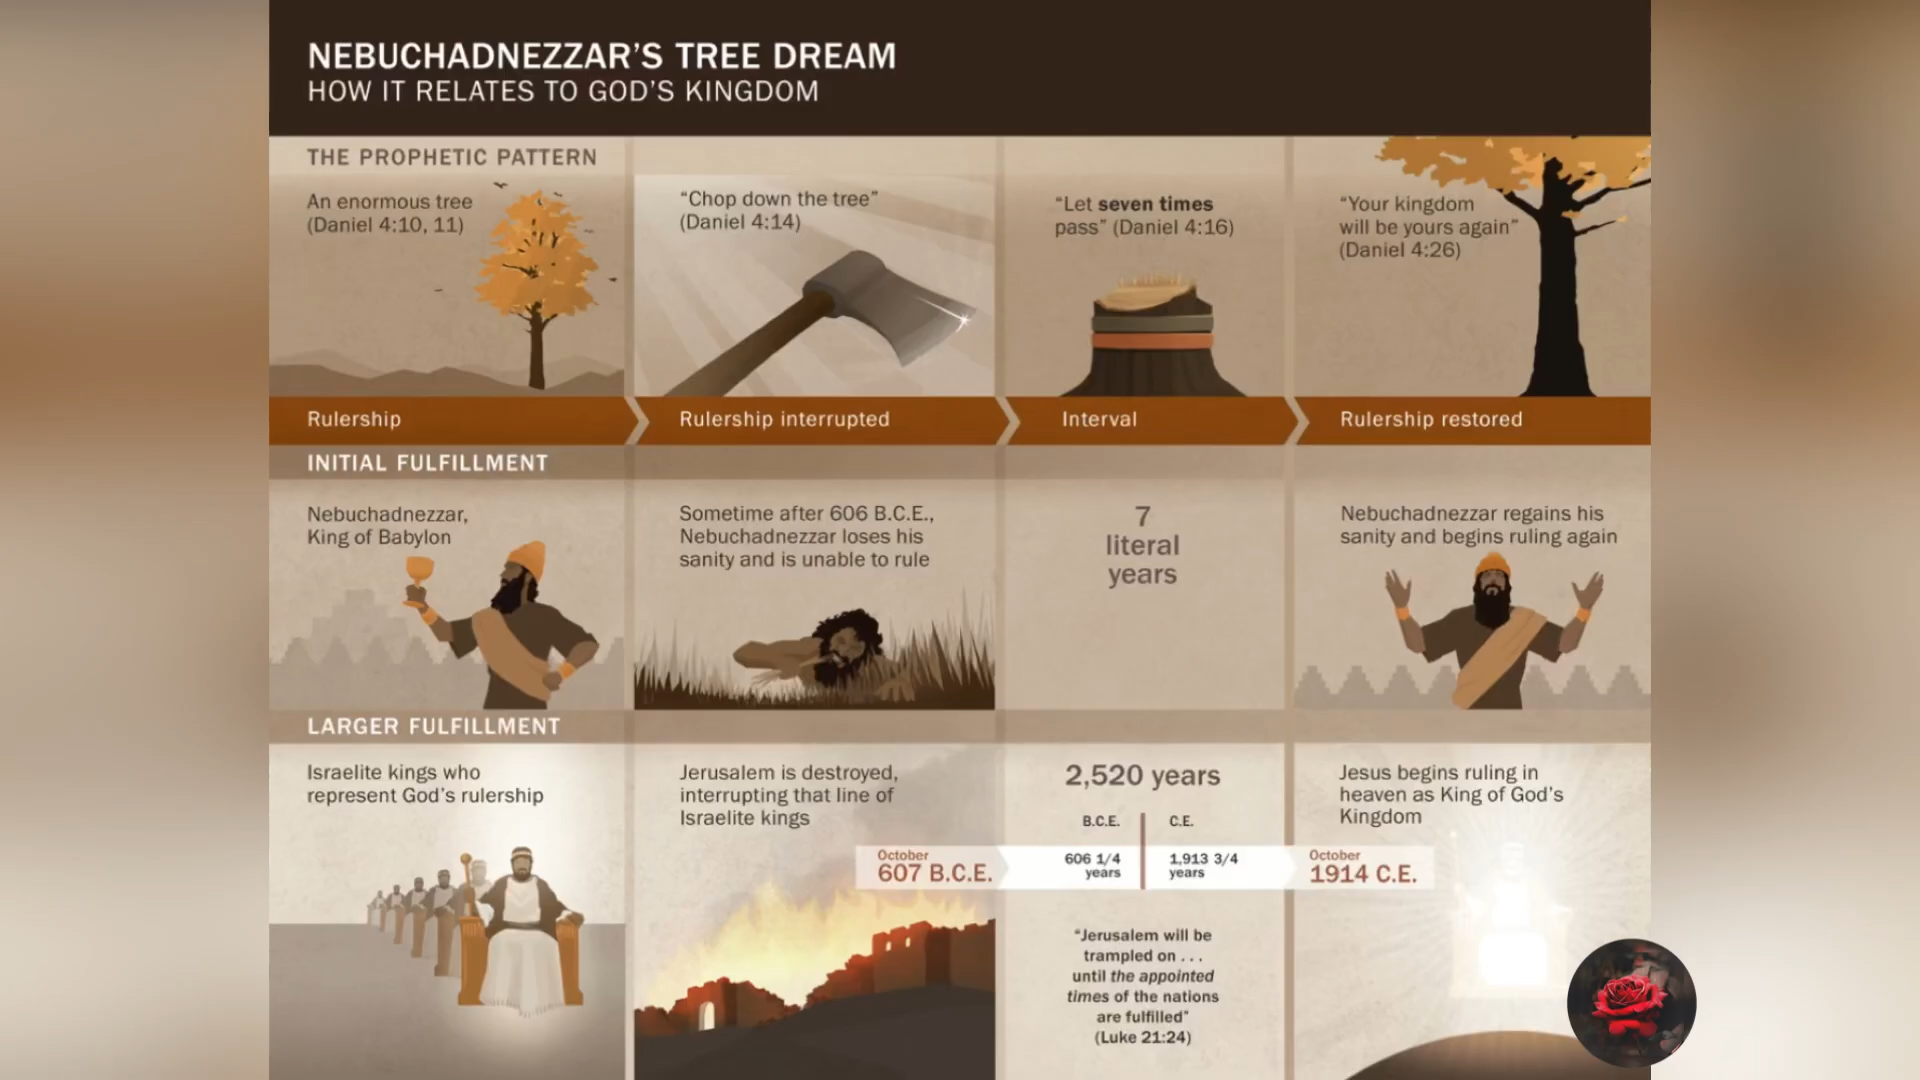 NEBUCHADNEZZAR'S TREE DREAM
HOW IT RELATES TO GOD'S KINGDOM
THE PROPHETIC PATTERN
An enormous tree
(Daniel 4:10, 11)
“Chop down the tree”
(Daniel 4:14)
“Let seven times
pass” (Daniel 4:16)
“Your kingdom
will be yours again”
(Daniel 4:26)
Rulership
Rulership interrupted
Interval
Rulership restored
INITIAL FULFILLMENT
Nebuchadnezzar,
King of Babylon
Sometime after 606 B.C.E.,
Nebuchadnezzar loses his
sanity and is unable to rule
7
literal
years
Nebuchadnezzar regains his
sanity and begins ruling again
LARGER FULFILLMENT
Israelite kings who
represent God's rulership
Jerusalem is destroyed,
interrupting that line of
Israelite kings
October
607 B.C.E.
2,520 years
B.C.E.
C.E.
606 1/4
years
1,913 3/4
years
“Jerusalem will be
trampled on . . .
until the appointed
times of the nations
are fulfilled”
(Luke 21:24)
Jesus begins ruling in
heaven as King of God's
Kingdom
October
1914 C.E.